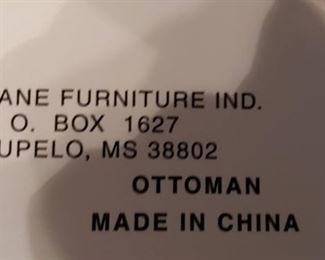 ANE FURNITURE IND.
O. BOX 1627
UPELO, MS 38802
OTTOMAN
MADE IN CHINA